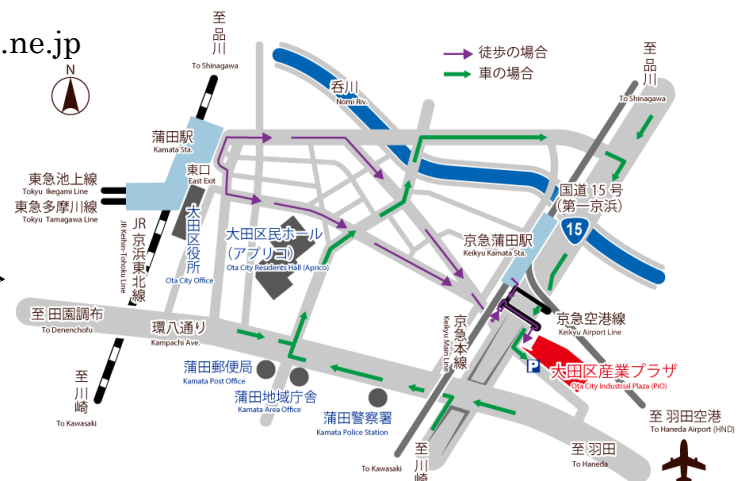 .ne.jp
至 品川
To Shinagawa
N
徒歩の場合
車の場合
至 品川
To Shinagawa
呑川
Nomi Riv.
蒲田駅
Kamata Sta.
東口
East Exit
東急池上線
Tokyu Ikegami Line
東急多摩川線
Tokyu Tamagawa Line
JR 京浜東北線
JR Keihin-Tohoku Line
大田区役所
Ota City Office
大田区民ホール
（アプリコ）
Ota City Residents Hall (Aprico)
国道 15 号
（第一京浜）
15
京急蒲田駅
Keikyu Kamata Sta.
至 田園調布
To Denenchofu
環八通り
Kampachi Ave.
京急本線
Keikyu Main Line
京急空港線
Keikyu Airport Line
蒲田郵便局
Kamata Post Office
蒲田地域庁舎
Kamata Area Office
蒲田警察署
Kamata Police Station
P
大田区産業プラザ
Ota City Industrial Plaza (PiO)
至 川崎
To Kawasaki
至 川崎
To Kawasaki
至 羽田
To Haneda
至 羽田空港
To Haneda Airport (HND)